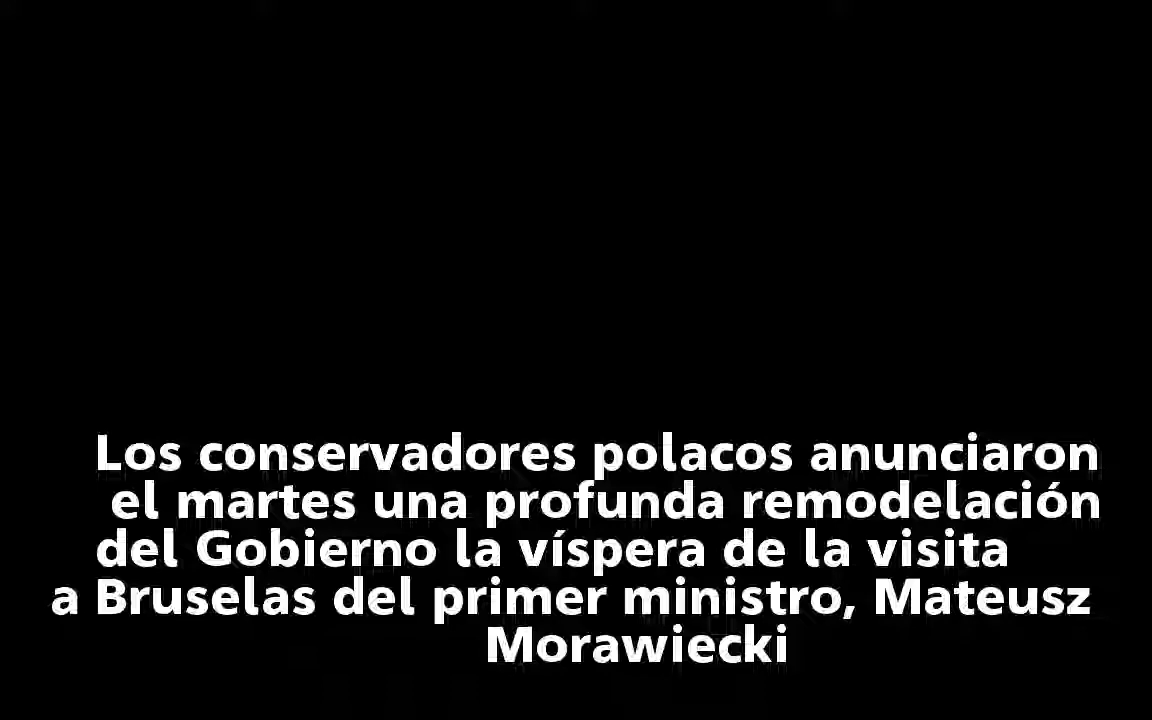 Los conservadores polacos anunciaron
el martes una profunda remodelación
del Gobierno la víspera de la visita
a Bruselas del primer ministro, Mateusz
Morawiecki